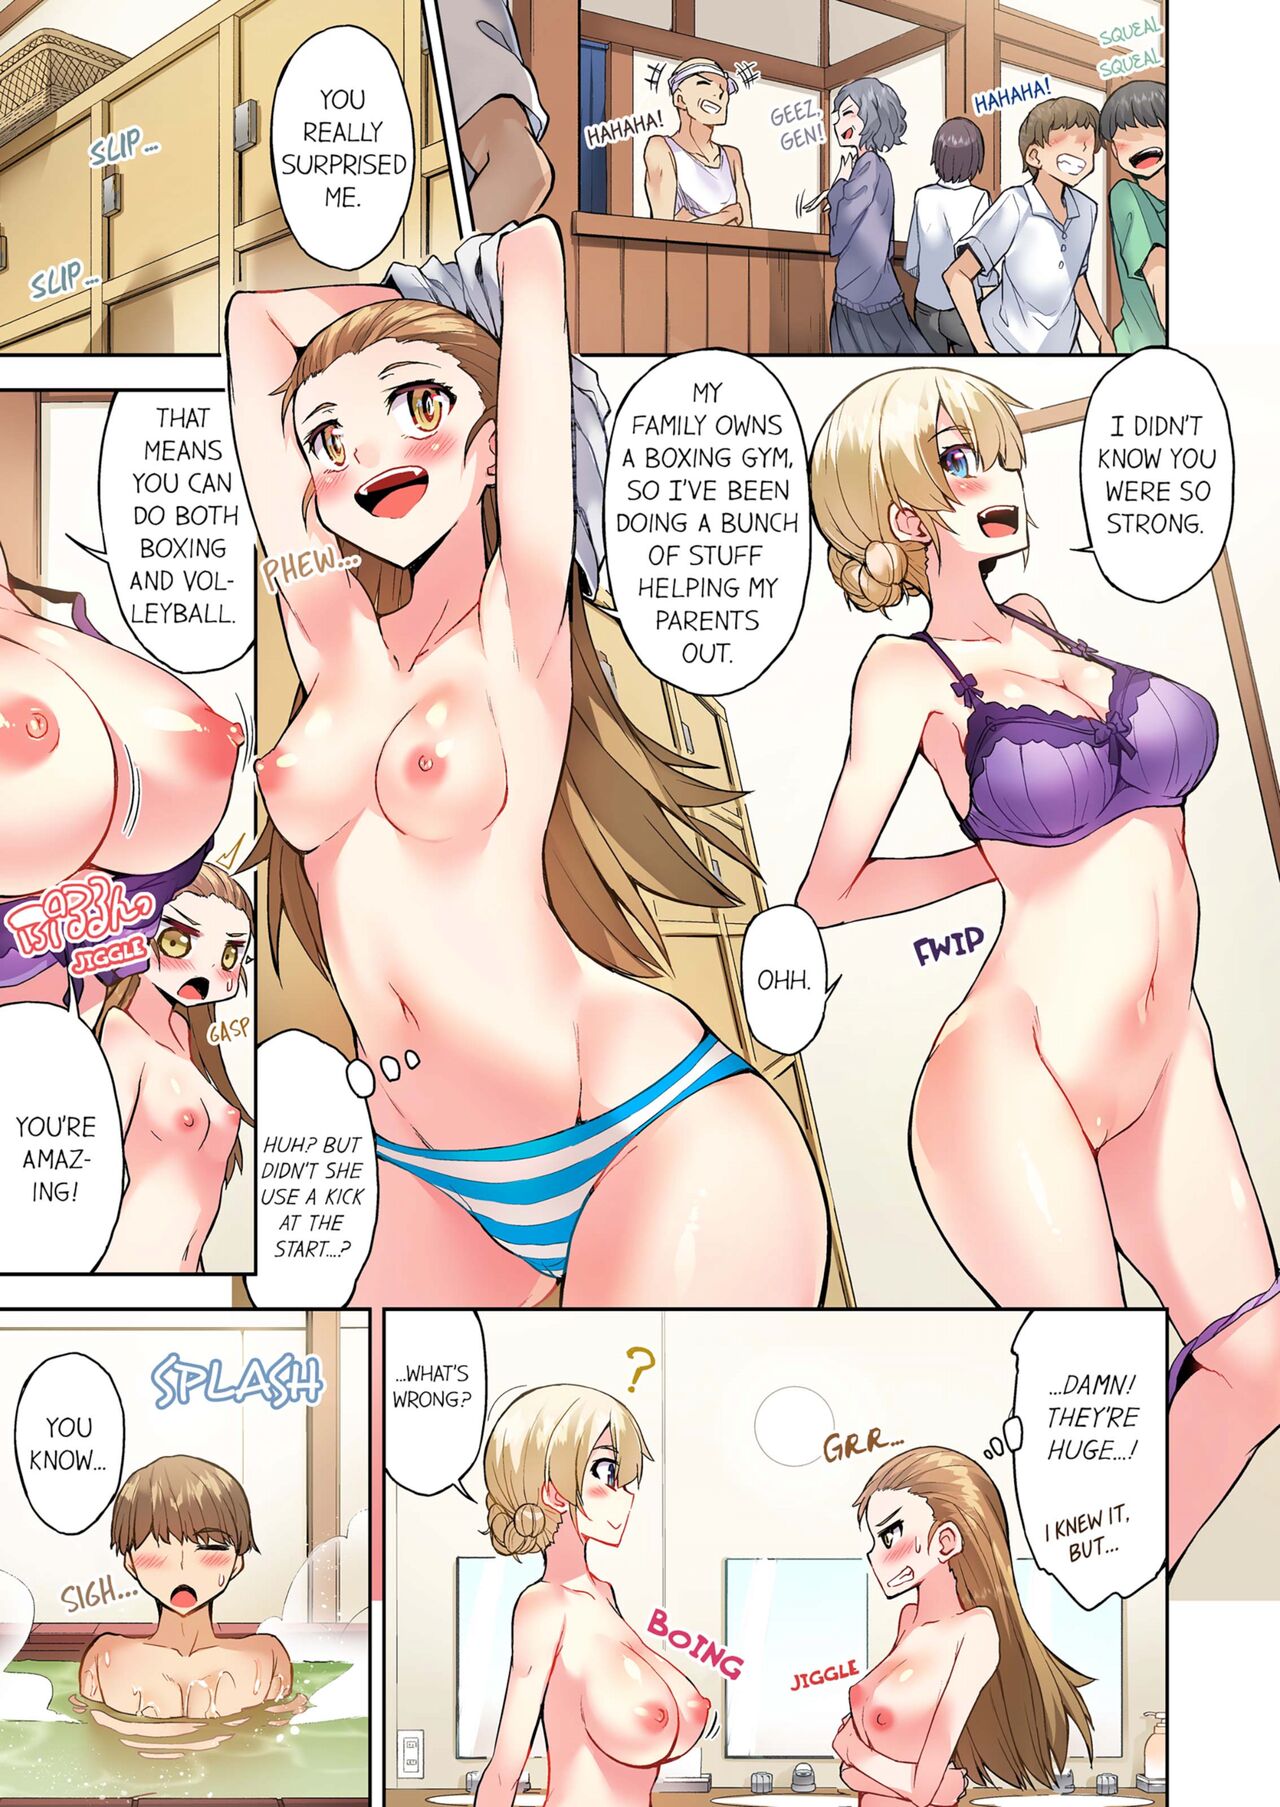 SQUEAL
SQUEAL
HAHAHA!
GEEZ,
GEN!
HAHAHA!
YOU
REALLY
SURPRISED
ME.
SLIP...
SLIP...
I DIDN'T
KNOW YOU
WERE SO
STRONG.
MY
FAMILY OWNS
A BOXING GYM,
SO I'VE BEEN
DOING A BUNCH
OF STUFF
HELPING MY
PARENTS
OUT.
PHEW...
FWIP
OHH.
HUH? BUT
DIDN'T SHE
USE A KICK
AT THE
START...?
THAT
MEANS
YOU CAN
DO BOTH
BOXING
AND VOL-
LEYBALL.
JIGGLE
GASP
YOU'RE
AMAZ-
ING!
...DAMN!
THEY'RE
HUGE...!
I KNEW IT,
BUT...
GRR...
?
...WHAT'S
WRONG?
BOING
JIGGLE
SPLASH
YOU
KNOW...
SIGH...